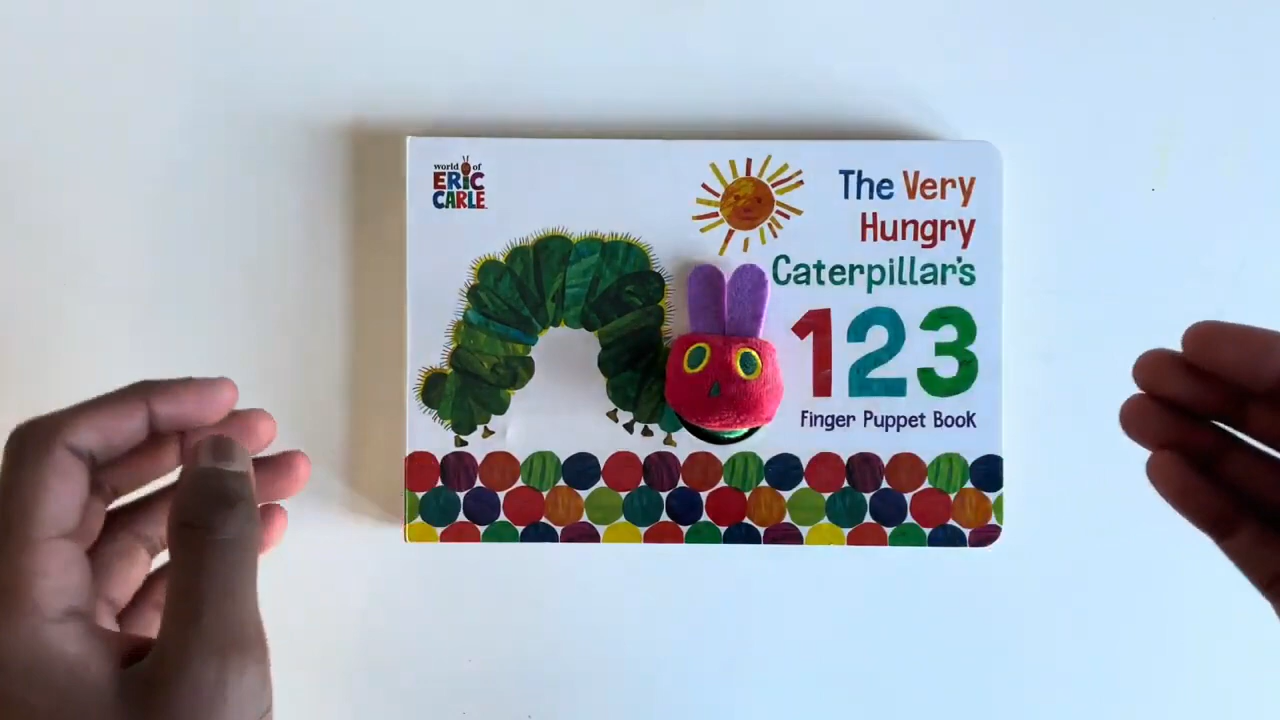 world of
ERIC
CARLE
The Very
Hungry
Caterpillar's
123
Finger Puppet Book